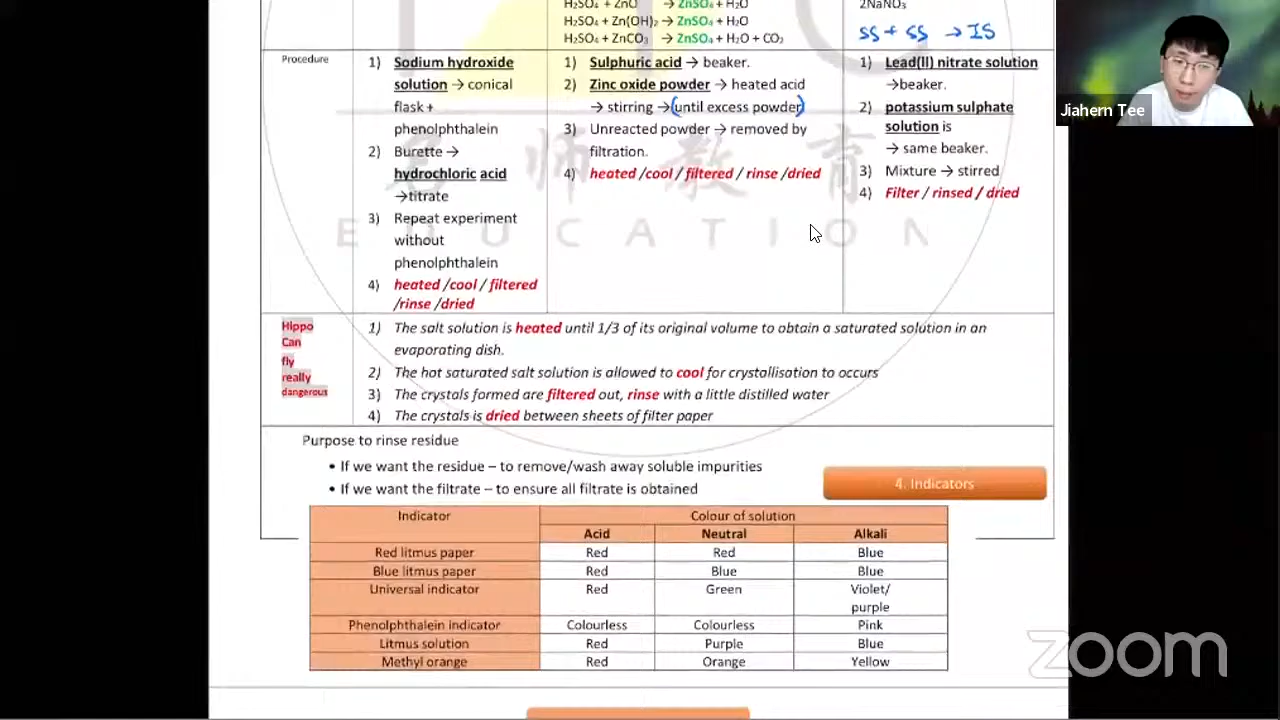 H₂SO₄ + ZnO → ZnSO₄ + H₂O
H₂SO₄ + Zn(OH)₂ → ZnSO₄ + H₂O
H₂SO₄ + ZnCO₃ → ZnSO₄ + H₂O + CO₂
2NaNO₃
SS + SS → IS
Procedure
1) Sodium hydroxide
solution → conical
flask +
phenolphthalein
2) Burette →
hydrochloric acid
→titrate
3) Repeat experiment
without
phenolphthalein
4) heated /cool / filtered
/rinse /dried
1) Sulphuric acid → beaker.
2) Zinc oxide powder → heated acid
→ stirring → (until excess powder)
3) Unreacted powder → removed by
filtration.
4) heated /cool / filtered / rinse /dried
1) Lead(II) nitrate solution
→beaker.
2) potassium sulphate
solution is
→ same beaker.
3) Mixture → stirred
4) Filter / rinsed / dried
师 教 育
EDUCATION
Hippo
Can
fly
really
dangerous
1) The salt solution is heated until 1/3 of its original volume to obtain a saturated solution in an
evaporating dish.
2) The hot saturated salt solution is allowed to cool for crystallisation to occurs
3) The crystals formed are filtered out, rinse with a little distilled water
4) The crystals is dried between sheets of filter paper
Purpose to rinse residue
• If we want the residue – to remove/wash away soluble impurities
• If we want the filtrate – to ensure all filtrate is obtained
4. Indicators
Indicator Colour of solution
Acid Neutral Alkali
Red litmus paper Red Red Blue
Blue litmus paper Red Blue Blue
Universal indicator Red Green Violet/
purple
Phenolphthalein indicator Colourless Colourless Pink
Litmus solution Red Purple Blue
Methyl orange Red Orange Yellow
Jiahern Tee
zoom